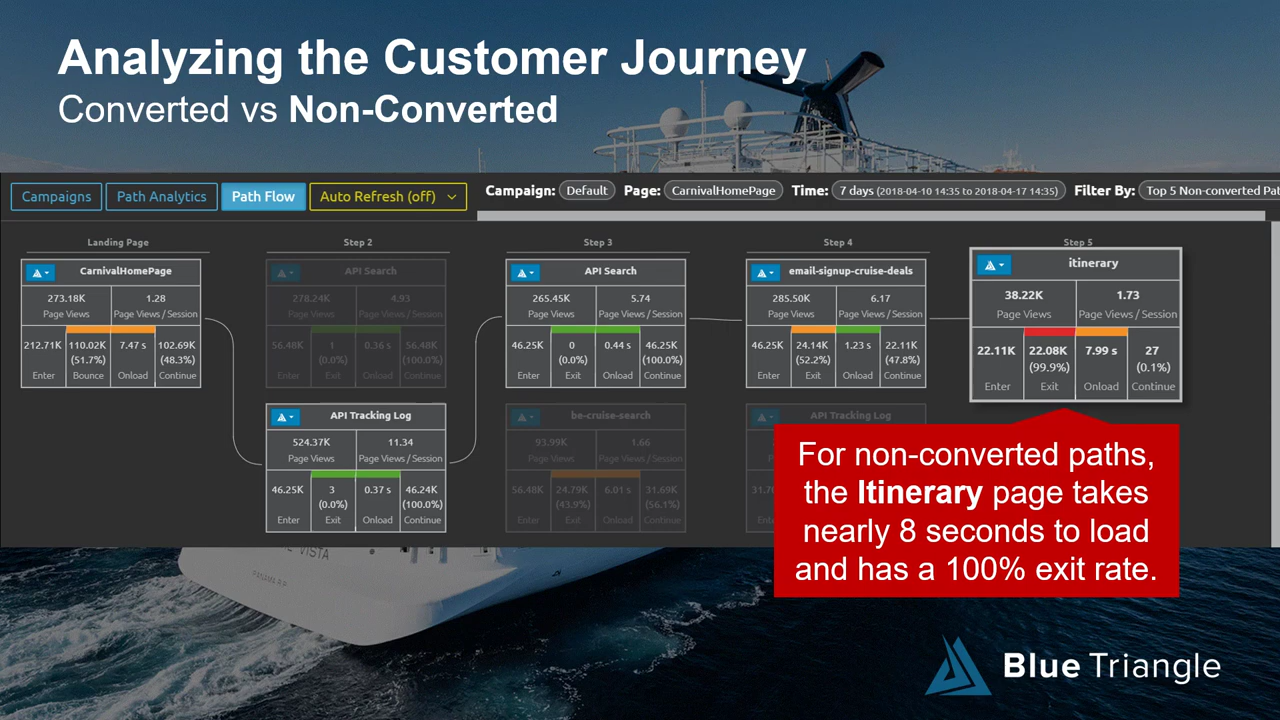 Analyzing the Customer Journey
Converted vs Non-Converted
Campaigns
Path Analytics
Path Flow
Auto Refresh (off)
Campaign: Default Page: CarnivalHomePage Time: 7 days (2018-04-10 14:35 to 2018-04-17 14:35) Filter By: Top 5 Non-converted Pat
Landing Page
CarnivalHomePage
273.18K 1.28
Page Views Page Views / Session
212.71K 110.02K 7.47 s 102.69K
(51.7%) (48.3%)
Enter Bounce Onload Continue
Step 2
API Search
278.24K 4.93
Page Views Page Views / Session
56.48K 1 0.36 s 56.48K
(0.0%) (100.0%)
Enter Exit Onload Continue
API Tracking Log
524.37K 11.34
Page Views Page Views / Session
46.25K 3 0.37 s 46.24K
(0.0%) (100.0%)
Enter Exit Onload Continue
Step 3
API Search
265.45K 5.74
Page Views Page Views / Session
46.25K 0 0.44 s 46.25K
(0.0%) (100.0%)
Enter Exit Onload Continue
be-cruise-search
93.99K 1.66
Page Views Page Views / Session
56.48K 24.79K 6.01 s 31.69K
(43.9%) (56.1%)
Enter Exit Onload Continue
Step 4
email-signup-cruise-deals
285.50K 6.17
Page Views Page Views / Session
46.25K 24.14K 1.23 s 22.11K
(52.2%) (47.8%)
Enter Exit Onload Continue
API Tracking Log
Enter
Step 5
itinerary
38.22K 1.73
Page Views Page Views / Session
22.11K 22.08K 7.99 s 27
(99.9%) (0.1%)
Enter Exit Onload Continue
For non-converted paths,
the Itinerary page takes
nearly 8 seconds to load
and has a 100% exit rate.
VISTA
Blue Triangle